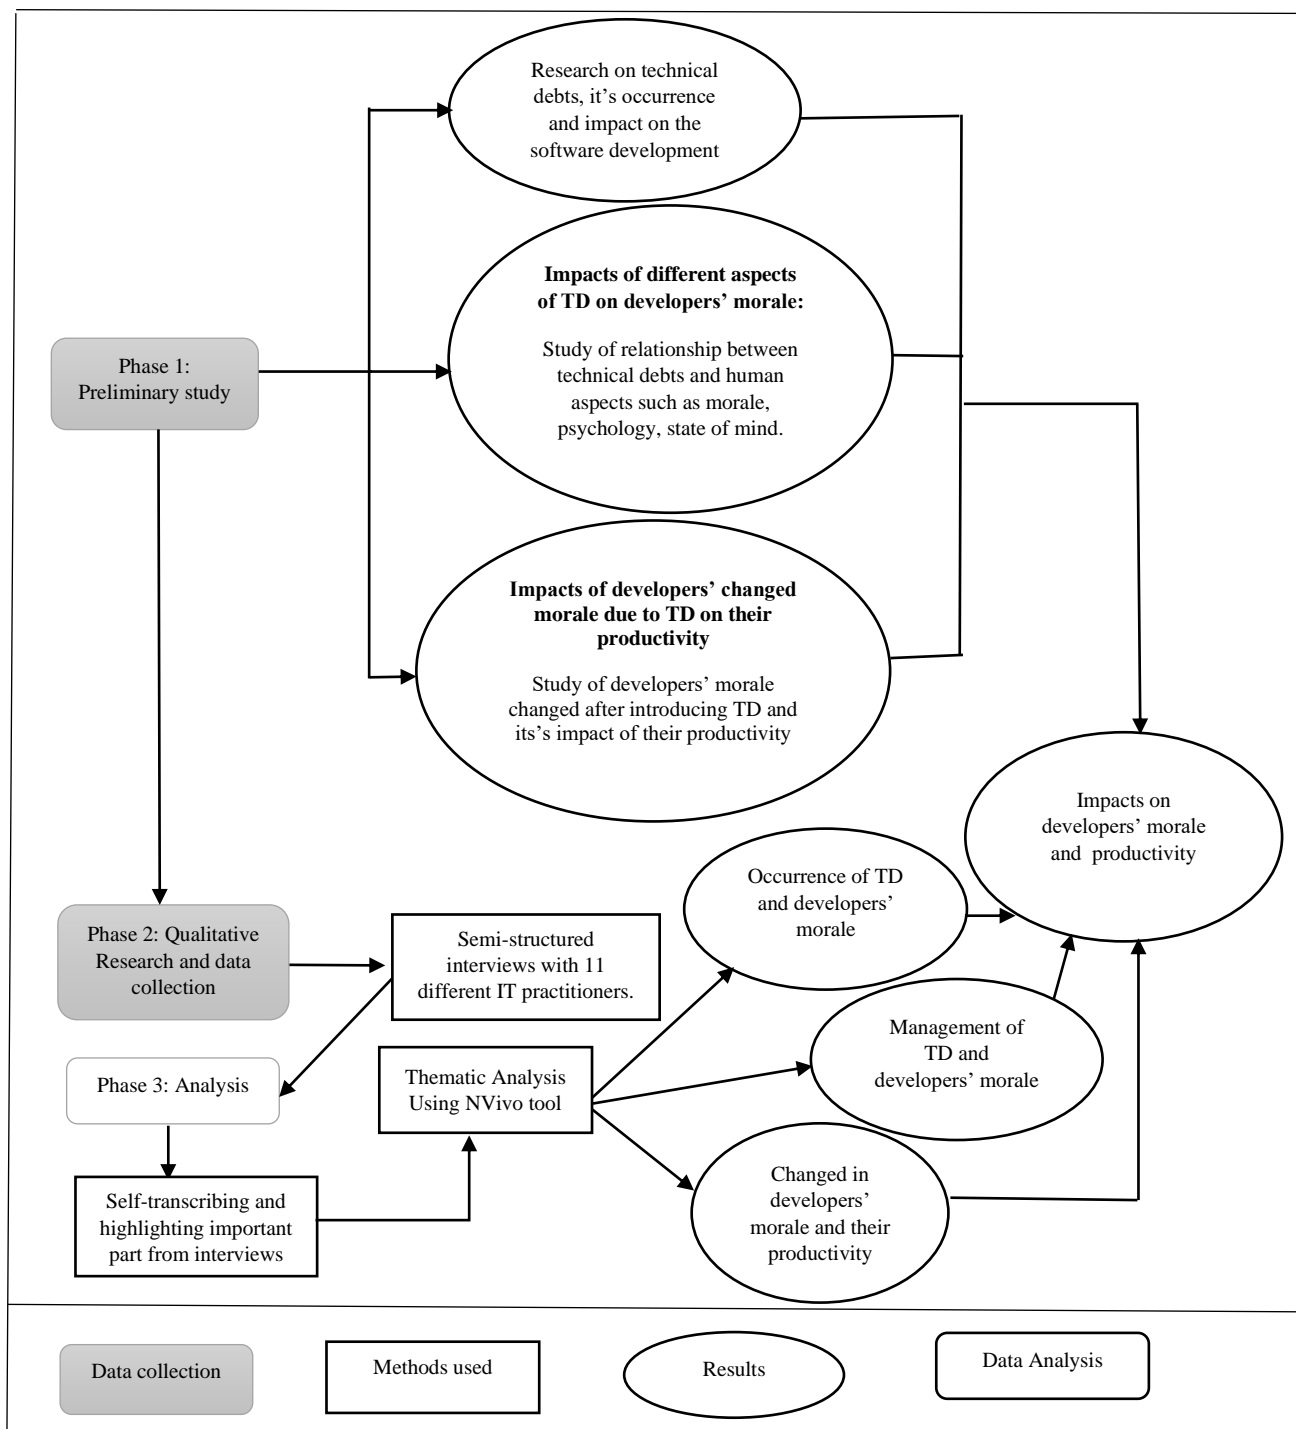 Research on technical
debts, it’s occurrence
and impact on the
software development
Impacts of different aspects
of TD on developers’ morale:
Study of relationship between
technical debts and human
aspects such as morale,
psychology, state of mind.
Phase 1:
Preliminary study
Impacts of developers’ changed
morale due to TD on their
productivity
Study of developers’ morale
changed after introducing TD and
its’s impact of their productivity
Impacts on
developers’ morale
and productivity
Occurrence of TD
and developers’
morale
Phase 2: Qualitative
Research and data
collection
Semi-structured
interviews with 11
different IT practitioners.
Management of
TD and
developers’ morale
Phase 3: Analysis
Thematic Analysis
Using NVivo tool
Changed in
developers’
morale and their
productivity
Self-transcribing and
highlighting important
part from interviews
Data collection
Methods used
Results
Data Analysis